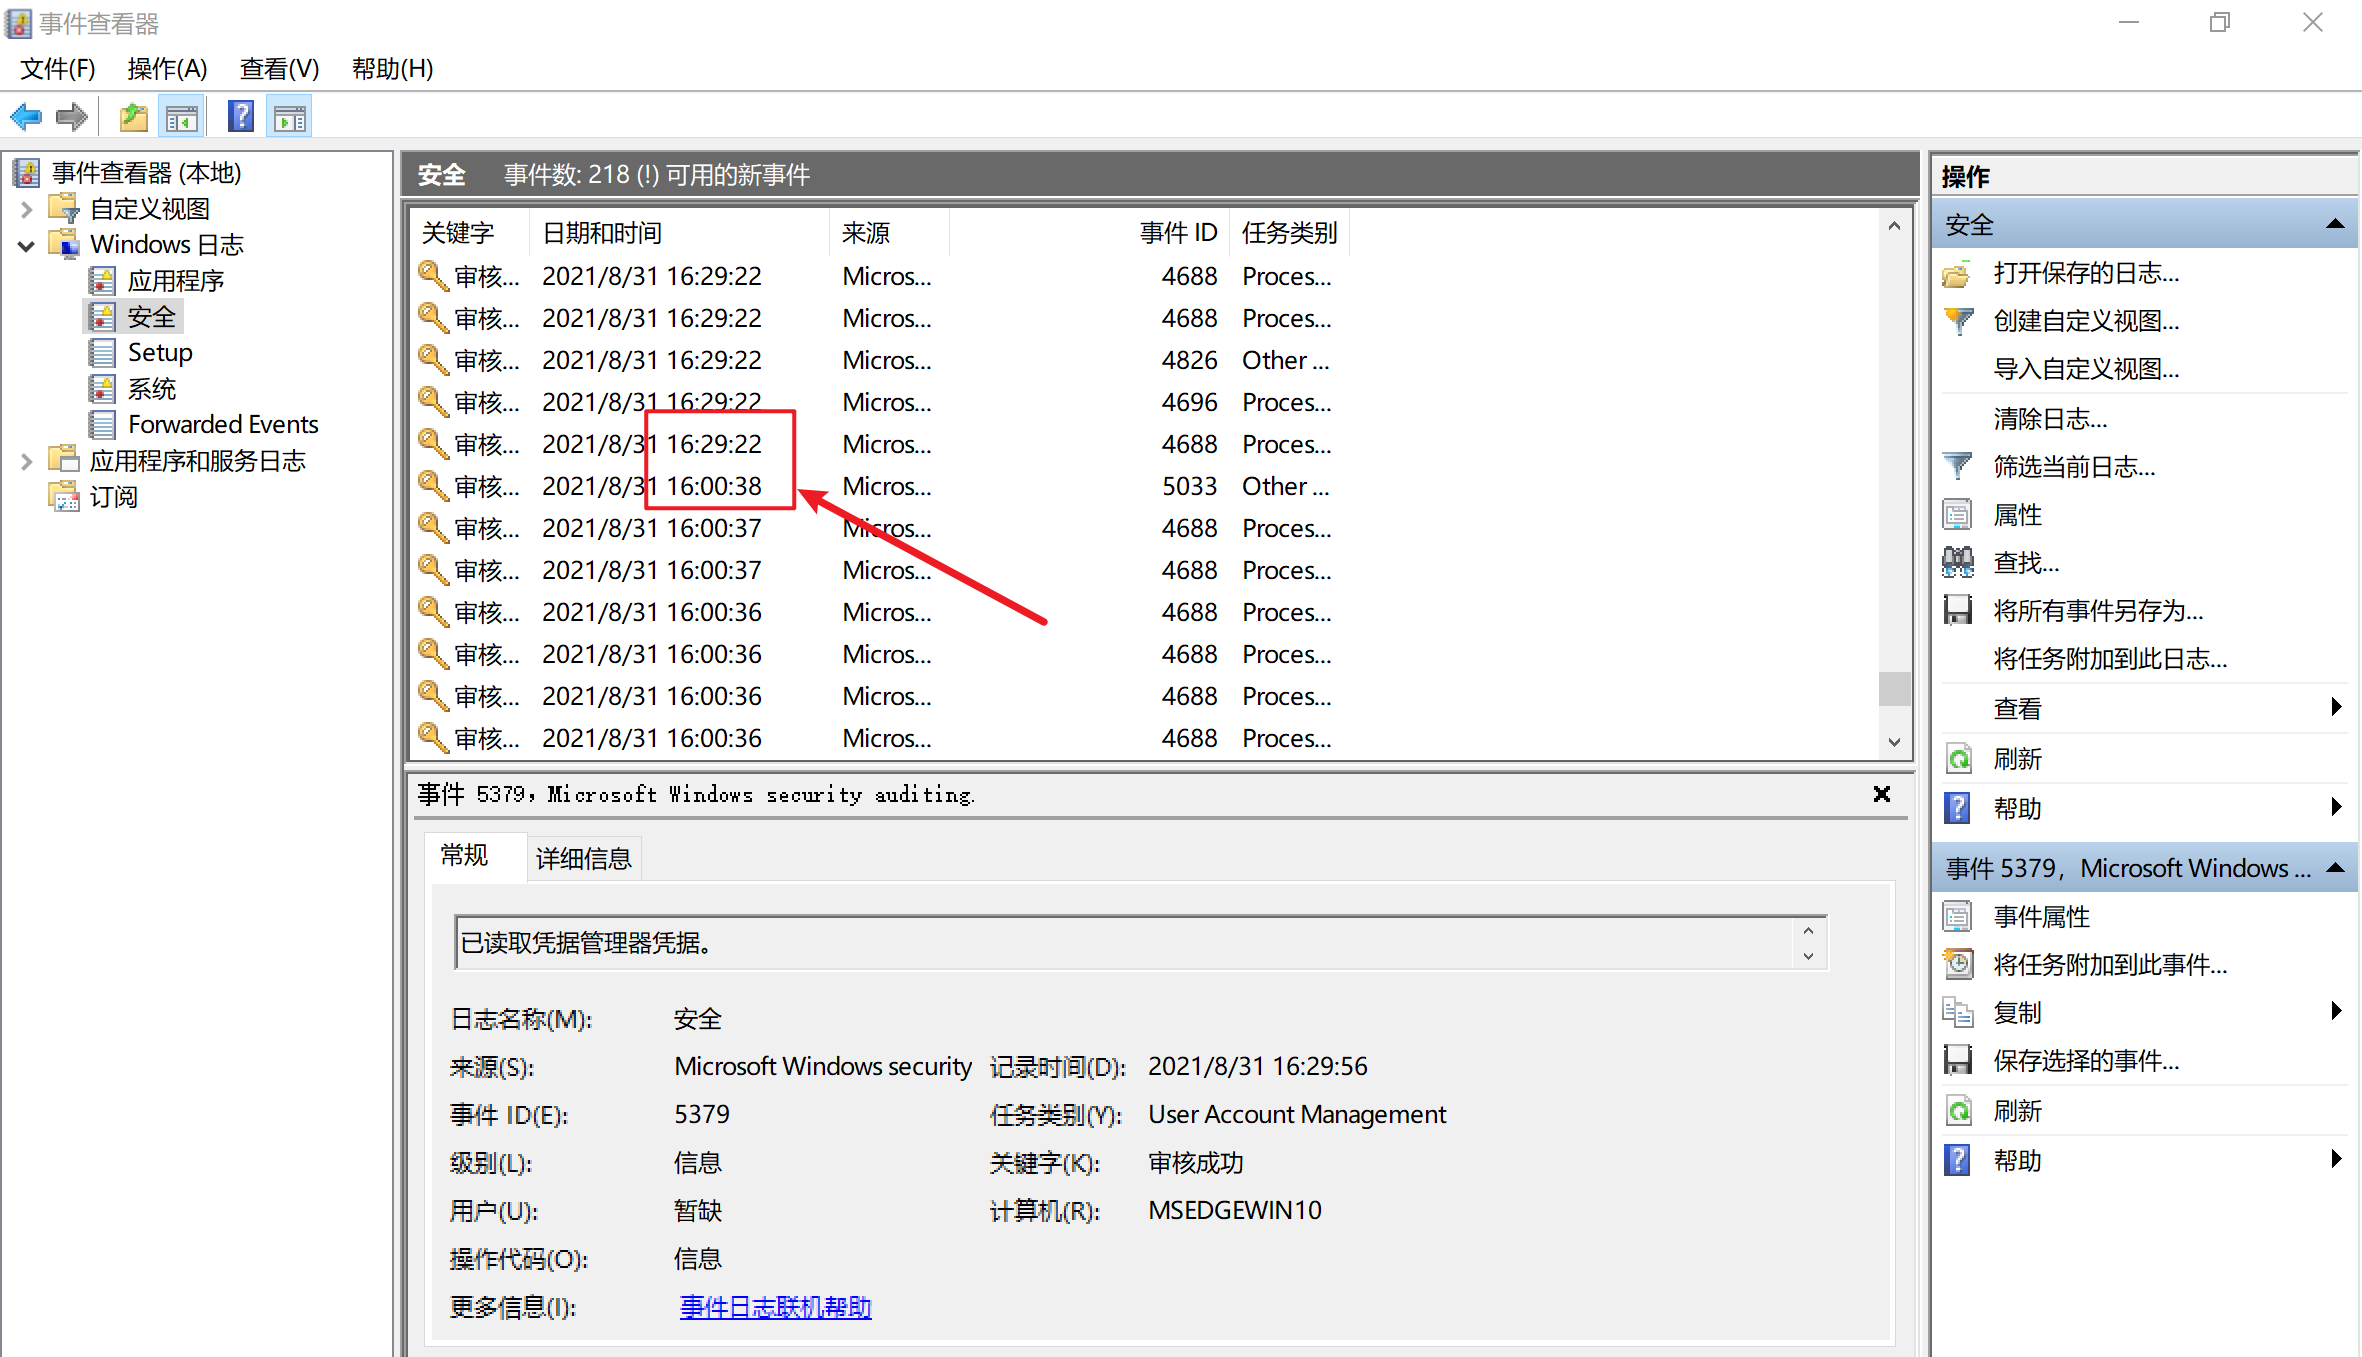 事件查看器
文件(F) 操作(A) 查看(V) 帮助(H)
事件查看器 (本地)
自定义视图
Windows 日志
应用程序
安全
Setup
系统
Forwarded Events
应用程序和服务日志
订阅
安全 事件数: 218 (!) 可用的新事件
关键字 日期和时间 来源 事件 ID 任务类别
审核... 2021/8/31 16:29:22 Micros... 4688 Proces...
审核... 2021/8/31 16:29:22 Micros... 4688 Proces...
审核... 2021/8/31 16:29:22 Micros... 4826 Other ...
审核... 2021/8/31 16:29:22 Micros... 4696 Proces...
审核... 2021/8/31 16:29:22 Micros... 4688 Proces...
审核... 2021/8/31 16:00:38 Micros... 5033 Other ...
审核... 2021/8/31 16:00:37 Micros... 4688 Proces...
审核... 2021/8/31 16:00:37 Micros... 4688 Proces...
审核... 2021/8/31 16:00:36 Micros... 4688 Proces...
审核... 2021/8/31 16:00:36 Micros... 4688 Proces...
审核... 2021/8/31 16:00:36 Micros... 4688 Proces...
审核... 2021/8/31 16:00:36 Micros... 4688 Proces...
事件 5379，Microsoft Windows security auditing.
常规 详细信息
已读取凭据管理器凭据。
日志名称(M): 安全
来源(S): Microsoft Windows security 记录时间(D): 2021/8/31 16:29:56
事件 ID(E): 5379 任务类别(Y): User Account Management
级别(L): 信息 关键字(K): 审核成功
用户(U): 暂缺 计算机(R): MSEDGEWIN10
操作代码(O): 信息
更多信息(I): 事件日志联机帮助
操作
安全
打开保存的日志...
创建自定义视图...
导入自定义视图...
清除日志...
筛选当前日志...
属性
查找...
将所有事件另存为...
将任务附加到此日志...
查看
刷新
帮助
事件 5379，Microsoft Windows ...
事件属性
将任务附加到此事件...
复制
保存选择的事件...
刷新
帮助